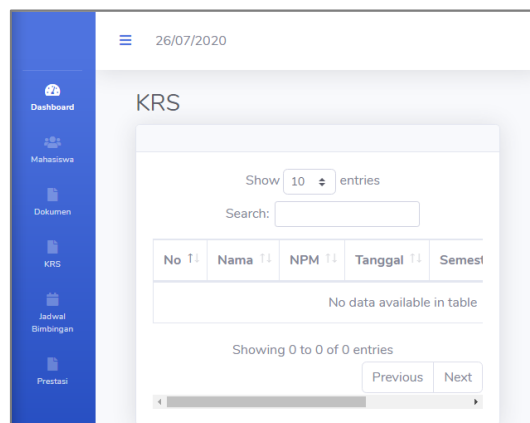 26/07/2020
Dashboard
Mahasiswa
Dokumen
KRS
Jadwal
Bimbingan
Prestasi
KRS
Show 10 entries
Search:
No Nama NPM Tanggal Semest
No data available in table
Showing 0 to 0 of 0 entries
Previous Next